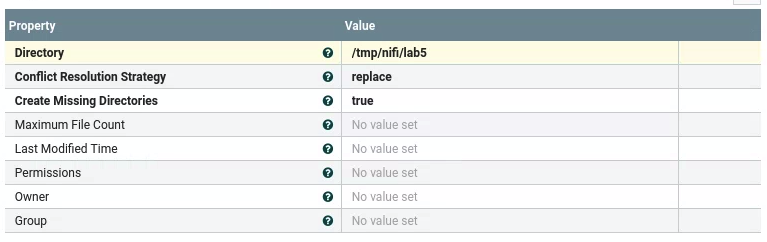 Property Value
Directory ? /tmp/nifi/lab5
Conflict Resolution Strategy ? replace
Create Missing Directories ? true
Maximum File Count ? No value set
Last Modified Time ? No value set
Permissions ? No value set
Owner ? No value set
Group ? No value set